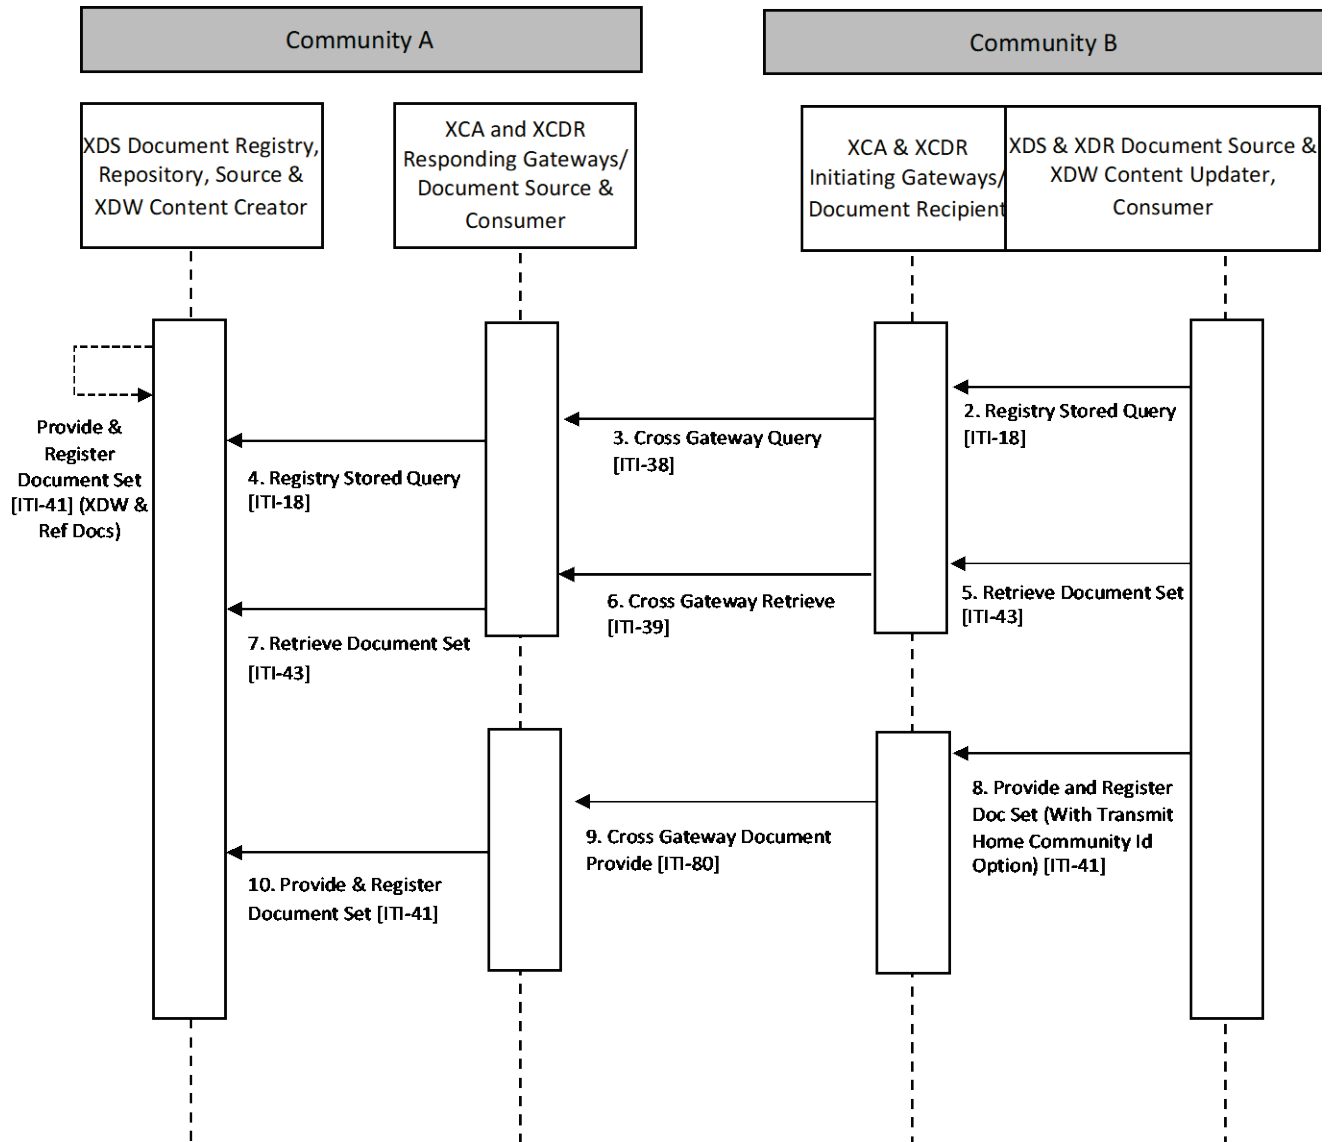 Community A
Community B
XDS Document Registry,
Repository, Source &
XDW Content Creator
XCA and XCDR
Responding Gateways/
Document Source &
Consumer
XCA & XCDR
Initiating Gateways/
Document Recipient
XDS & XDR Document Source &
XDW Content Updater,
Consumer
Provide &
Register
Document Set
[ITI-41] (XDW &
Ref Docs)
2. Registry Stored Query
[ITI-18]
3. Cross Gateway Query
[ITI-38]
4. Registry Stored Query
[ITI-18]
5. Retrieve Document Set
[ITI-43]
6. Cross Gateway Retrieve
[ITI-39]
7. Retrieve Document Set
[ITI-43]
8. Provide and Register
Doc Set (With Transmit
Home Community Id
Option) [ITI-41]
9. Cross Gateway Document
Provide [ITI-80]
10. Provide & Register
Document Set [ITI-41]